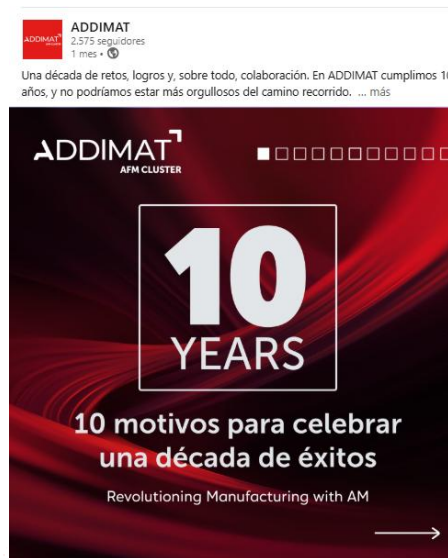 ADDIMAT
ADDIMAT
2.575 seguidores
1 mes •
Una década de retos, logros y, sobre todo, colaboración. En ADDIMAT cumplimos 10
años, y no podríamos estar más orgullosos del camino recorrido. ... más
ADDIMAT
AFM CLUSTER
10
YEARS
10 motivos para celebrar
una década de éxitos
Revolutioning Manufacturing with AM